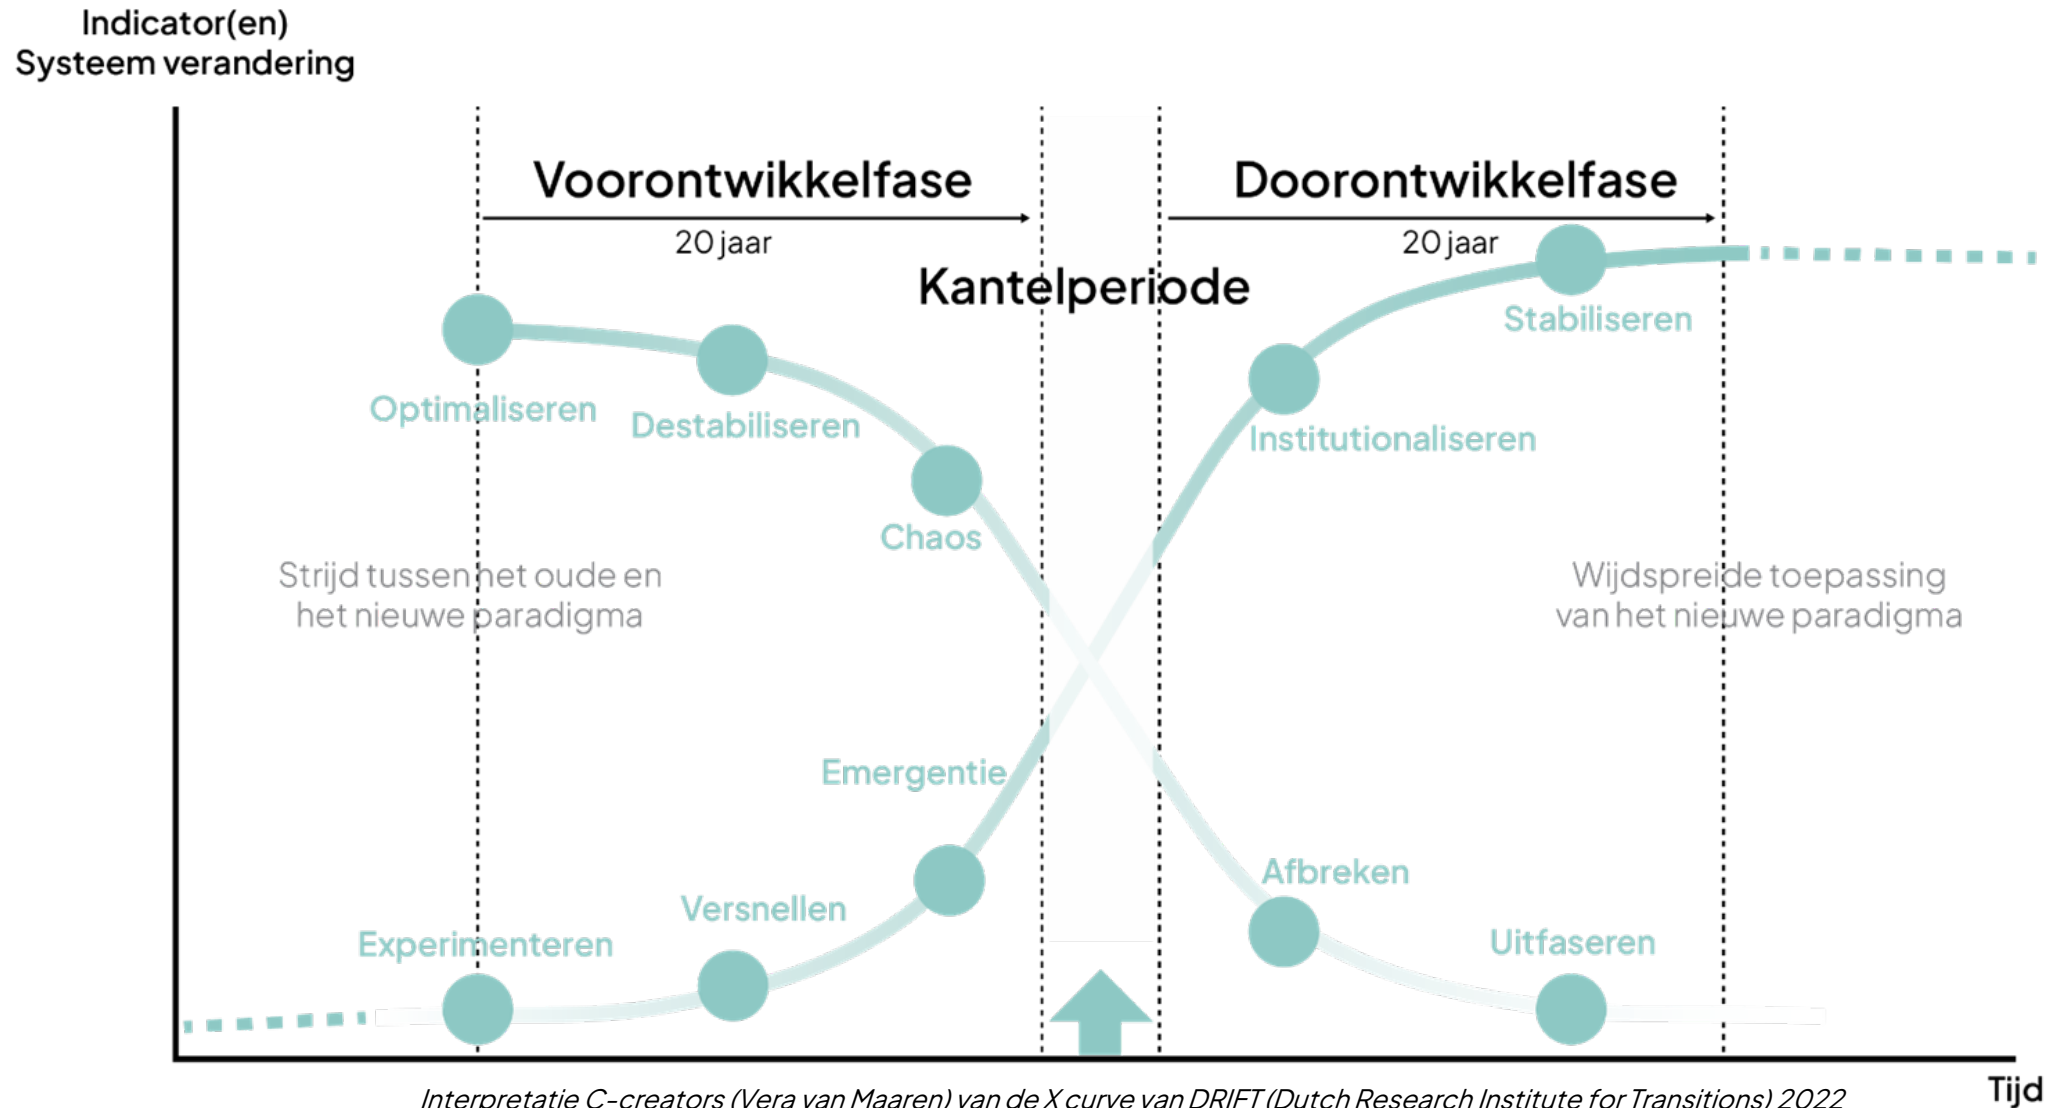 Indicator(en)
Systeem verandering
Voorontwikkelfase
Doorontwikkelfase
20 jaar
20 jaar
Kantelperiode
Stabiliseren
Optimaliseren
Destabiliseren
Institutionaliseren
Chaos
Strijd tussen het oude en
het nieuwe paradigma
Wijdspreide toepassing
van het nieuwe paradigma
Emergentie
Afbreken
Versnellen
Experimenteren
Uitfaseren
Tijd
Interpretatie C-creators (Vera van Maaren) van de X curve van DRIFT (Dutch Research Institute for Transitions) 2022